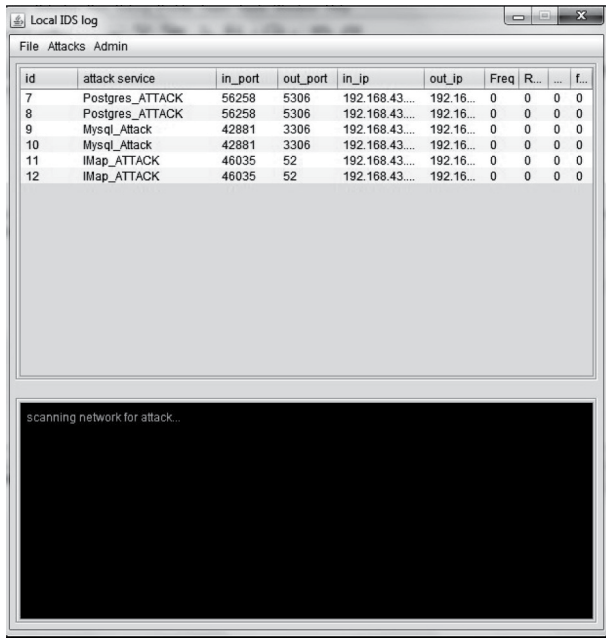 Local IDS log
File Attacks Admin
id attack service in_port out_port in_ip out_ip Freq R... ... f...
7 Postgres_ATTACK 56258 5306 192.168.43.... 192.16... 0 0 0 0
8 Postgres_ATTACK 56258 5306 192.168.43.... 192.16... 0 0 0 0
9 Mysql_Attack 42881 3306 192.168.43.... 192.16... 0 0 0 0
10 Mysql_Attack 42881 3306 192.168.43.... 192.16... 0 0 0 0
11 IMap_ATTACK 46035 52 192.168.43.... 192.16... 0 0 0 0
12 IMap_ATTACK 46035 52 192.168.43.... 192.16... 0 0 0 0
scanning network for attack...